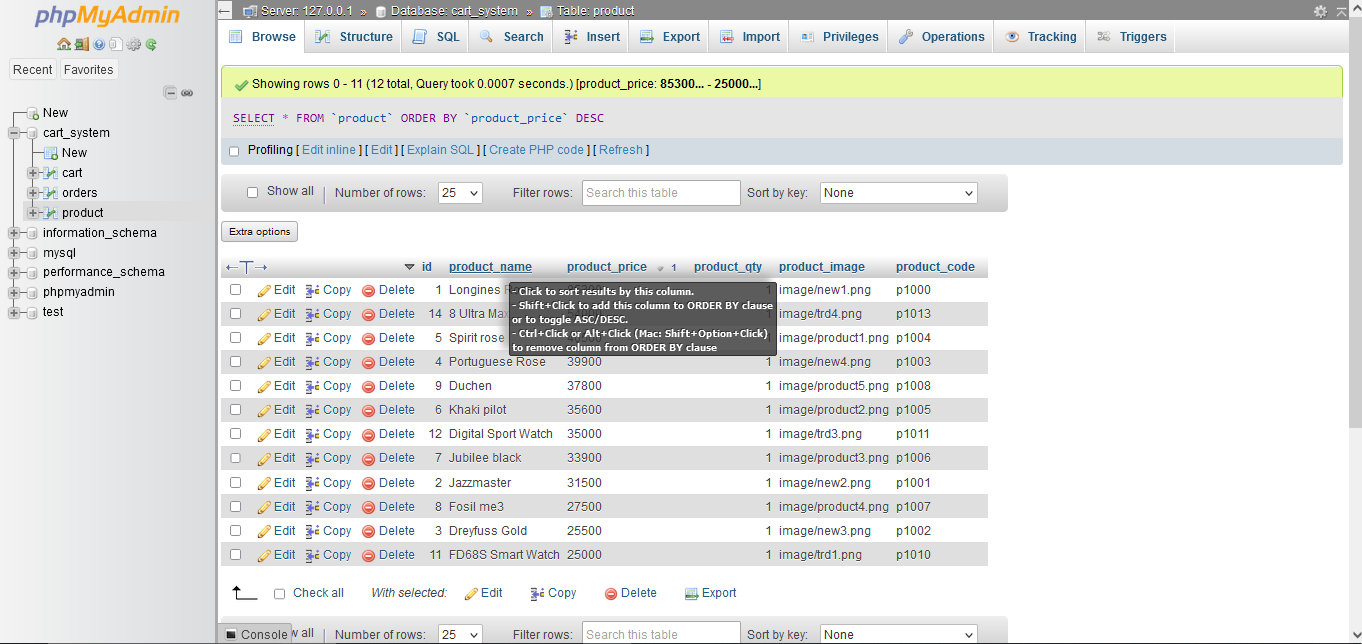 phpMyAdmin
Server: 127.0.0.1 » Database: cart_system » Table: product
Browse Structure SQL Search Insert Export Import Privileges Operations Tracking Triggers
Recent Favorites
New
cart_system
New
cart
orders
product
information_schema
mysql
performance_schema
phpmyadmin
test
Showing rows 0 - 11 (12 total, Query took 0.0007 seconds.) [product_price: 85300... - 25000...]
SELECT * FROM `product` ORDER BY `product_price` DESC
Profiling [ Edit inline ] [ Edit ] [ Explain SQL ] [ Create PHP code ] [ Refresh ]
Show all Number of rows: 25 Filter rows: Search this table Sort by key: None
Extra options
←T→ id product_name product_price 1 product_qty product_image product_code
Edit Copy Delete 1 Longines image/new1.png p1000
Edit Copy Delete 14 8 Ultra Max image/trd4.png p1013
Edit Copy Delete 5 Spirit rose image/product1.png p1004
- Click to sort results by this column.
- Shift+Click to add this column to ORDER BY clause
or to toggle ASC/DESC.
- Ctrl+Click or Alt+Click (Mac: Shift+Option+Click)
to remove column from ORDER BY clause
Edit Copy Delete 4 Portuguese Rose 39900 1 image/new4.png p1003
Edit Copy Delete 9 Duchen 37800 1 image/product5.png p1008
Edit Copy Delete 6 Khaki pilot 35600 1 image/product2.png p1005
Edit Copy Delete 12 Digital Sport Watch 35000 1 image/trd3.png p1011
Edit Copy Delete 7 Jubilee black 33900 1 image/product3.png p1006
Edit Copy Delete 2 Jazzmaster 31500 1 image/new2.png p1001
Edit Copy Delete 8 Fosil me3 27500 1 image/product4.png p1007
Edit Copy Delete 3 Dreyfuss Gold 25500 1 image/new3.png p1002
Edit Copy Delete 11 FD68S Smart Watch 25000 1 image/trd1.png p1010
Check all With selected: Edit Copy Delete Export
Console w all Number of rows: 25 Filter rows: Search this table Sort by key: None